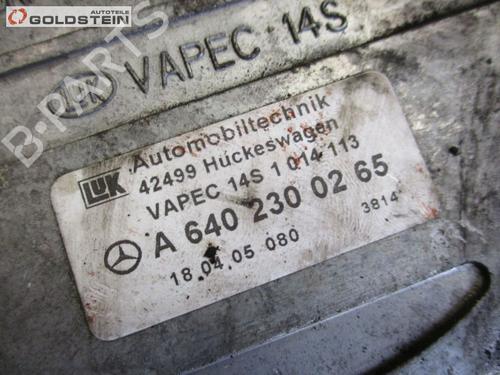 AUTOTEILE
GOLDSTEIN
LUK VAPEC 14S
LUK Automobiltechnik
42499 Hückeswagen
VAPEC 14S 1 014 113
A 640 230 02 65
18.04.05 080
3814
B-PARTS